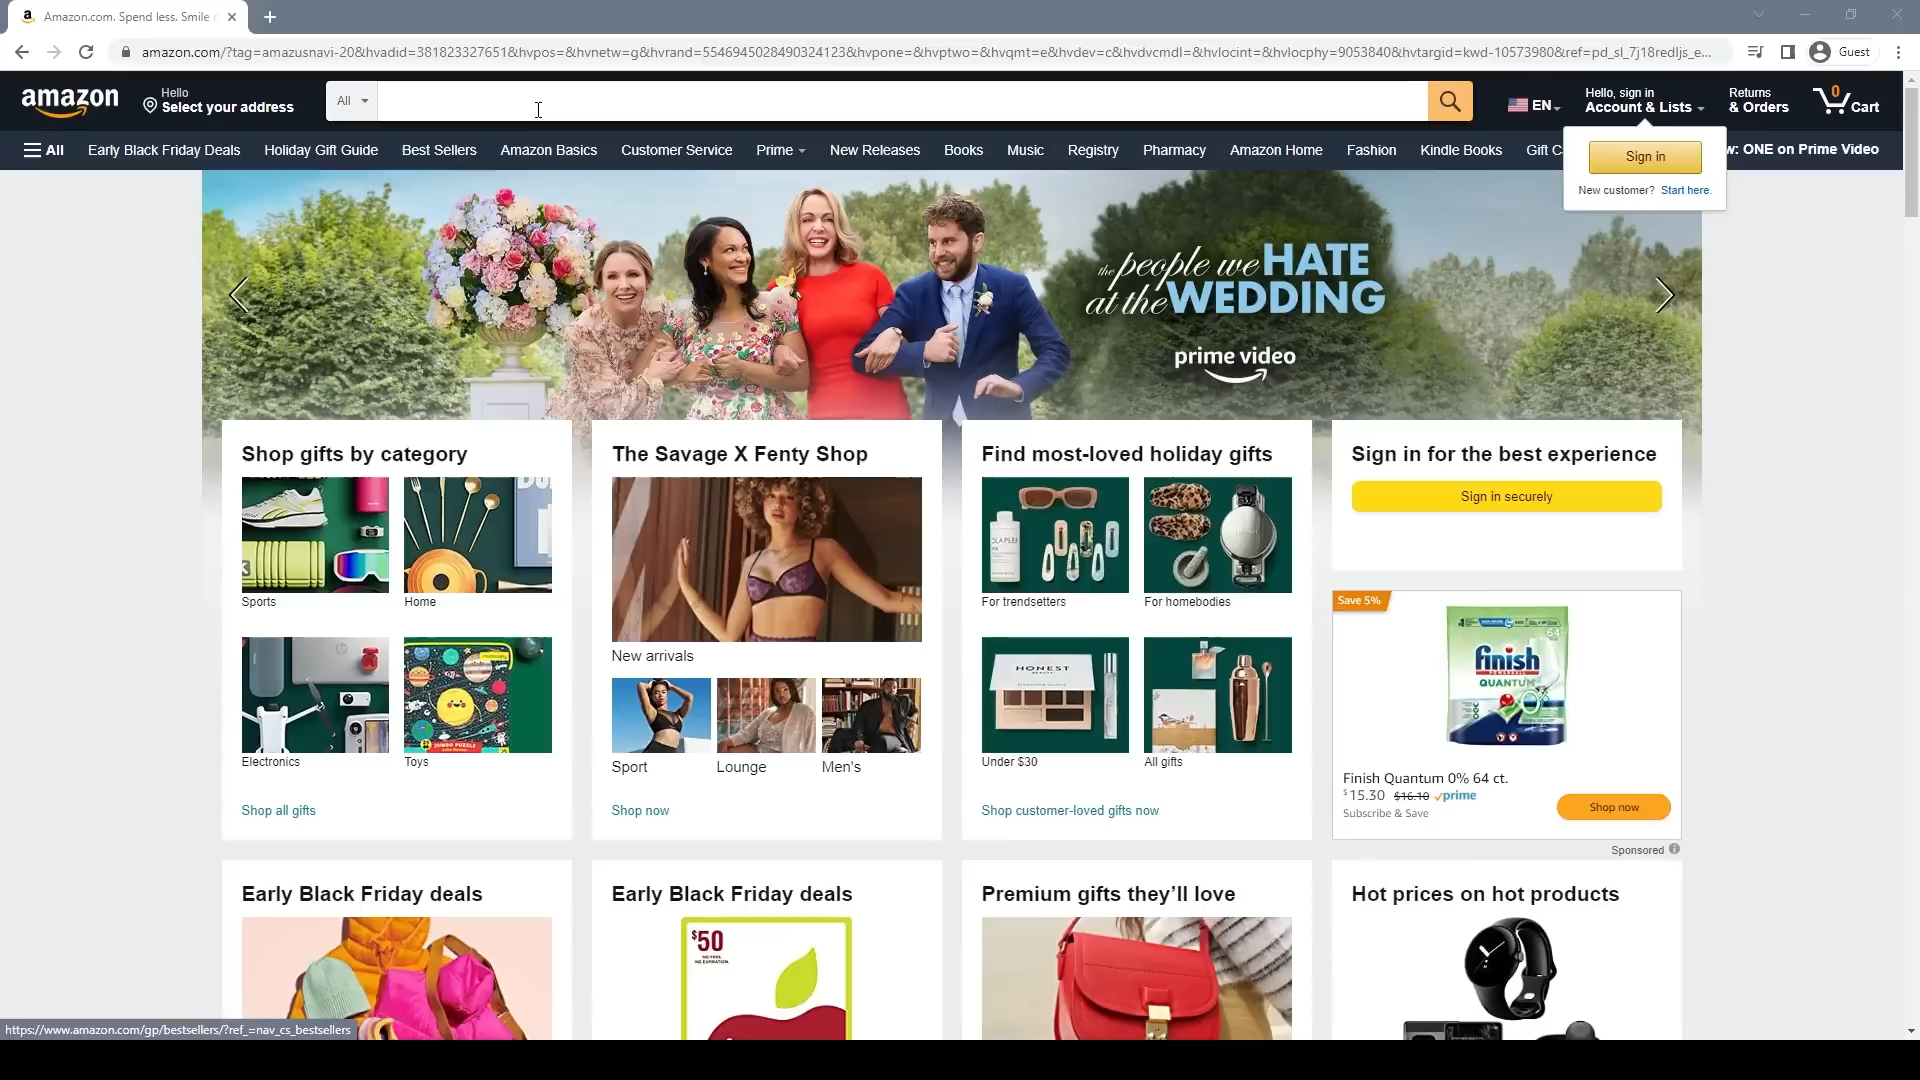 Amazon.com. Spend less. Smile
amazon.com/?tag=amazusnavi-20&hvadid=381823327651&hvpos=&hvnetw=g&hvrand=5546945028490324123&hvpone=&hvptwo=&hvqmt=e&hvdev=c&hvdvcmdl=&hvlocint=&hvlocphy=9053840&hvtargid=kwd-10573980&ref=pd_sl_7j18redljs_e...
Guest
amazon
Hello
Select your address
All
EN
Hello, sign in
Account & Lists
Returns
& Orders
0
Cart
All
Early Black Friday Deals
Holiday Gift Guide
Best Sellers
Amazon Basics
Customer Service
Prime
New Releases
Books
Music
Registry
Pharmacy
Amazon Home
Fashion
Kindle Books
Gift C
w: ONE on Prime Video
Sign in
New customer? Start here.
the people we HATE
at the WEDDING
prime video
Shop gifts by category
Sports
Home
Electronics
Toys
Shop all gifts
The Savage X Fenty Shop
New arrivals
Sport
Lounge
Men's
Shop now
Find most-loved holiday gifts
For trendsetters
For homebodies
HONEST
Under $30
All gifts
Shop customer-loved gifts now
Sign in for the best experience
Sign in securely
Save 5%
64
finish
QUANTUM
0%
Finish Quantum 0% 64 ct.
$15.30 $16.10 prime
Subscribe & Save
Shop now
Sponsored
Early Black Friday deals
Early Black Friday deals
$50
NO FEES.
NO EXPIRATION.
Premium gifts they’ll love
Hot prices on hot products
https://www.amazon.com/gp/bestsellers/?ref_=nav_cs_bestsellers